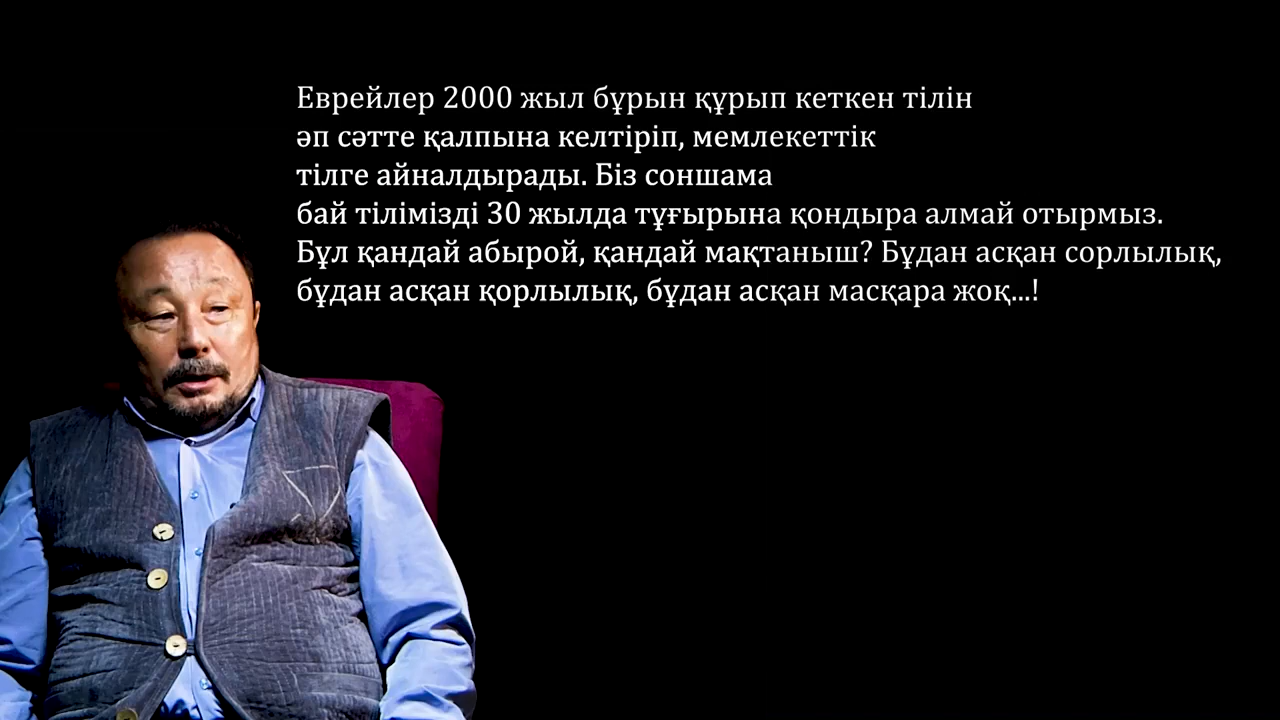 Еврейлер 2000 жыл бұрын құрып кеткен тілін
әп сәтте қалпына келтіріп, мемлекеттік
тілге айналдырады. Біз соншама
бай тілімізді 30 жылда тұғырына қондыра алмай отырмыз.
Бұл қандай абырой, қандай мақтаныш? Бұдан асқан сорлылық,
бұдан асқан қорлылық, бұдан асқан масқара жоқ...!